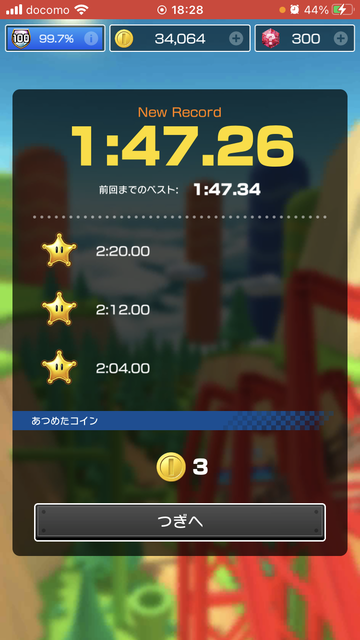 docomo 18:28 44%
100 99.7% i 34,064 + 300 +
New Record
1:47.26
前回までのベスト: 1:47.34
2:20.00
2:12.00
2:04.00
あつめたコイン
3
つぎへ